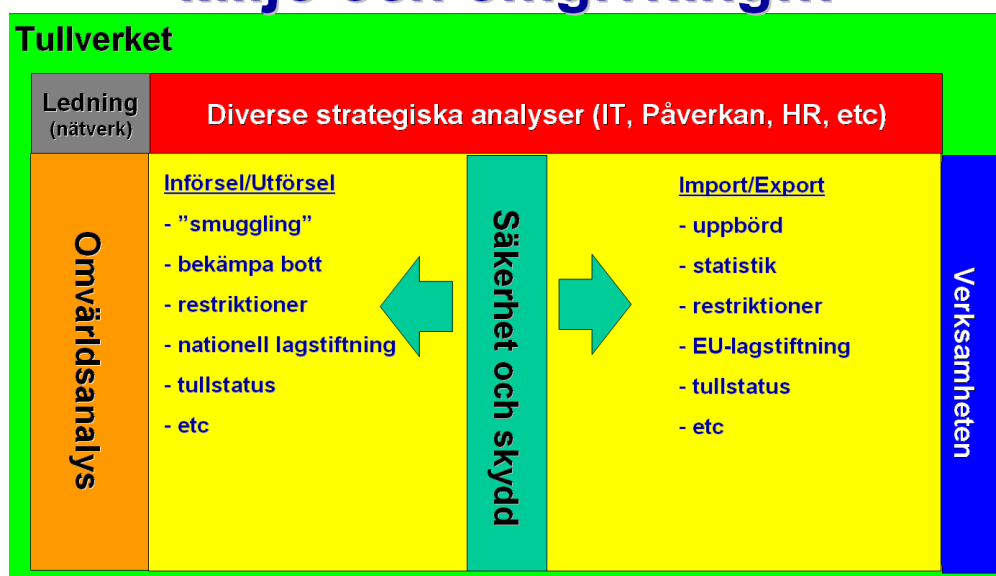 Tullverket
Ledning
(nätverk)
Diverse strategiska analyser (IT, Påverkan, HR, etc)
Omvärldsanalys
Införsel/Utförsel
- ”smuggling”
- bekämpa bott
- restriktioner
- nationell lagstiftning
- tullstatus
- etc
Säkerhet och skydd
Import/Export
- uppbörd
- statistik
- restriktioner
- EU-lagstiftning
- tullstatus
- etc
Verksamheten